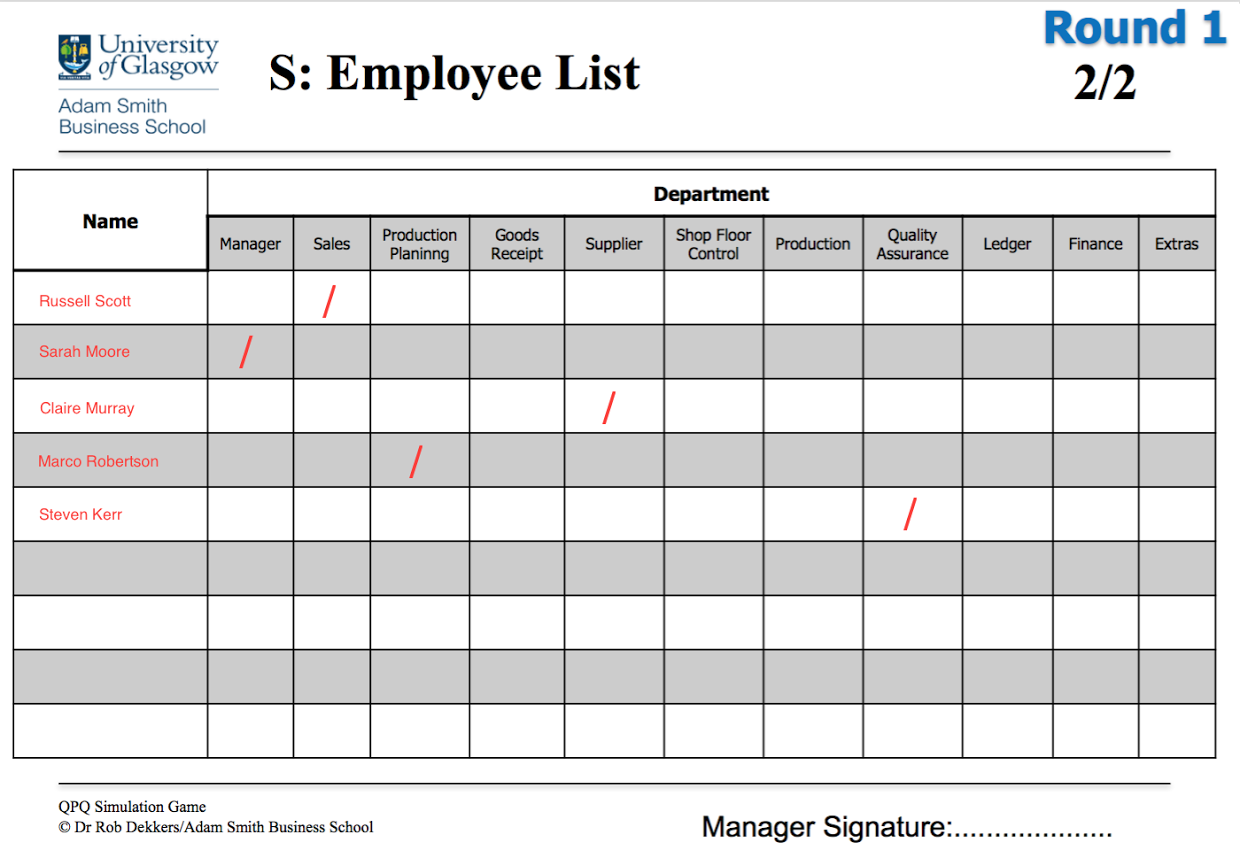 Round 1
University
of Glasgow
S: Employee List
2/2
Adam Smith
Business School
Name
Department
Manager
Sales
Production
Planinng
Goods
Receipt
Supplier
Shop Floor
Control
Production
Quality
Assurance
Ledger
Finance
Extras
Russell Scott /
Sarah Moore /
Claire Murray /
Marco Robertson /
Steven Kerr /
QPQ Simulation Game
© Dr Rob Dekkers/Adam Smith Business School
Manager Signature:....................